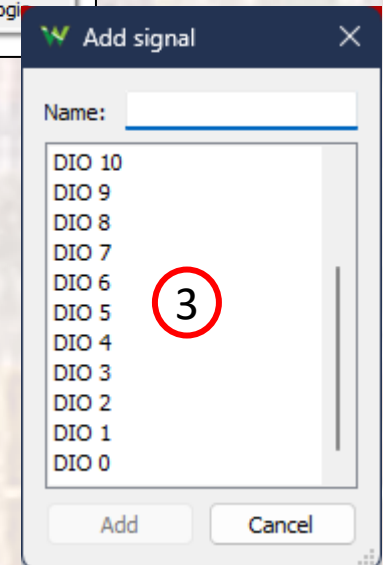 Add signal
Name:
DIO 10
DIO 9
DIO 8
DIO 7
DIO 6
DIO 5
3
DIO 4
DIO 3
DIO 2
DIO 1
DIO 0
Add Cancel